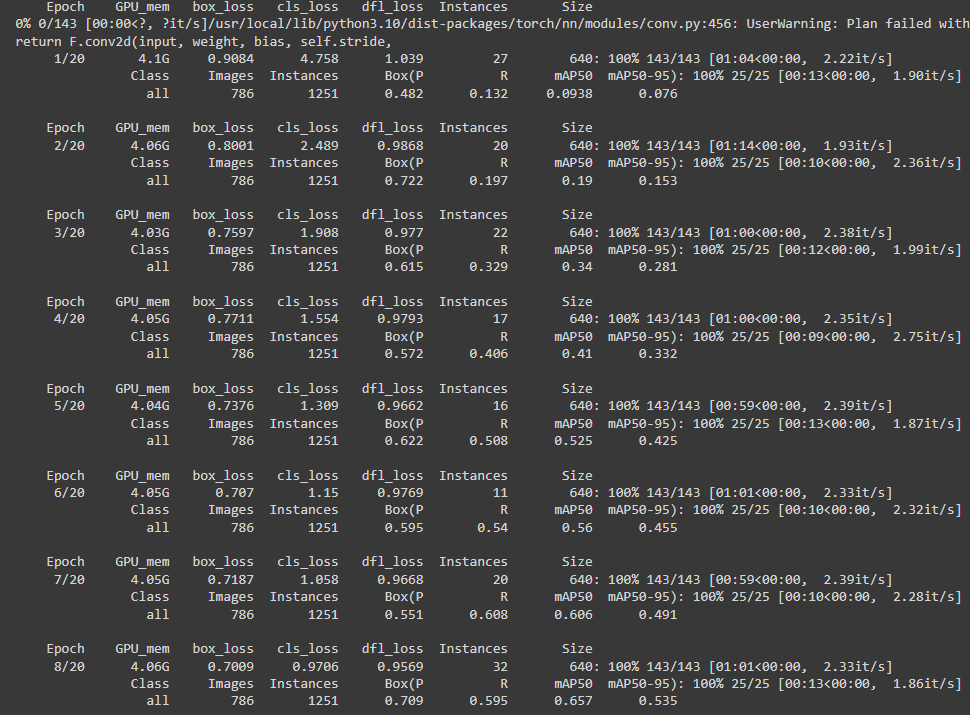 Epoch GPU_mem box_loss cls_loss dfl_loss Instances Size
0% 0/143 [00:00<?, ?it/s]/usr/local/lib/python3.10/dist-packages/torch/nn/modules/conv.py:456: UserWarning: Plan failed with
return F.conv2d(input, weight, bias, self.stride,
1/20 4.1G 0.9084 4.758 1.039 27 640: 100% 143/143 [01:04<00:00, 2.22it/s]
Class Images Instances Box(P R mAP50 mAP50-95): 100% 25/25 [00:13<00:00, 1.90it/s]
all 786 1251 0.482 0.132 0.0938 0.076
Epoch GPU_mem box_loss cls_loss dfl_loss Instances Size
2/20 4.06G 0.8001 2.489 0.9868 20 640: 100% 143/143 [01:14<00:00, 1.93it/s]
Class Images Instances Box(P R mAP50 mAP50-95): 100% 25/25 [00:10<00:00, 2.36it/s]
all 786 1251 0.722 0.197 0.19 0.153
Epoch GPU_mem box_loss cls_loss dfl_loss Instances Size
3/20 4.03G 0.7597 1.908 0.977 22 640: 100% 143/143 [01:00<00:00, 2.38it/s]
Class Images Instances Box(P R mAP50 mAP50-95): 100% 25/25 [00:12<00:00, 1.99it/s]
all 786 1251 0.615 0.329 0.34 0.281
Epoch GPU_mem box_loss cls_loss dfl_loss Instances Size
4/20 4.05G 0.7711 1.554 0.9793 17 640: 100% 143/143 [01:00<00:00, 2.35it/s]
Class Images Instances Box(P R mAP50 mAP50-95): 100% 25/25 [00:09<00:00, 2.75it/s]
all 786 1251 0.572 0.406 0.41 0.332
Epoch GPU_mem box_loss cls_loss dfl_loss Instances Size
5/20 4.04G 0.7376 1.309 0.9662 16 640: 100% 143/143 [00:59<00:00, 2.39it/s]
Class Images Instances Box(P R mAP50 mAP50-95): 100% 25/25 [00:13<00:00, 1.87it/s]
all 786 1251 0.622 0.508 0.525 0.425
Epoch GPU_mem box_loss cls_loss dfl_loss Instances Size
6/20 4.05G 0.707 1.15 0.9769 11 640: 100% 143/143 [01:01<00:00, 2.33it/s]
Class Images Instances Box(P R mAP50 mAP50-95): 100% 25/25 [00:10<00:00, 2.32it/s]
all 786 1251 0.595 0.54 0.56 0.455
Epoch GPU_mem box_loss cls_loss dfl_loss Instances Size
7/20 4.05G 0.7187 1.058 0.9668 20 640: 100% 143/143 [00:59<00:00, 2.39it/s]
Class Images Instances Box(P R mAP50 mAP50-95): 100% 25/25 [00:10<00:00, 2.28it/s]
all 786 1251 0.551 0.608 0.606 0.491
Epoch GPU_mem box_loss cls_loss dfl_loss Instances Size
8/20 4.06G 0.7009 0.9706 0.9569 32 640: 100% 143/143 [01:01<00:00, 2.33it/s]
Class Images Instances Box(P R mAP50 mAP50-95): 100% 25/25 [00:13<00:00, 1.86it/s]
all 786 1251 0.709 0.595 0.657 0.535